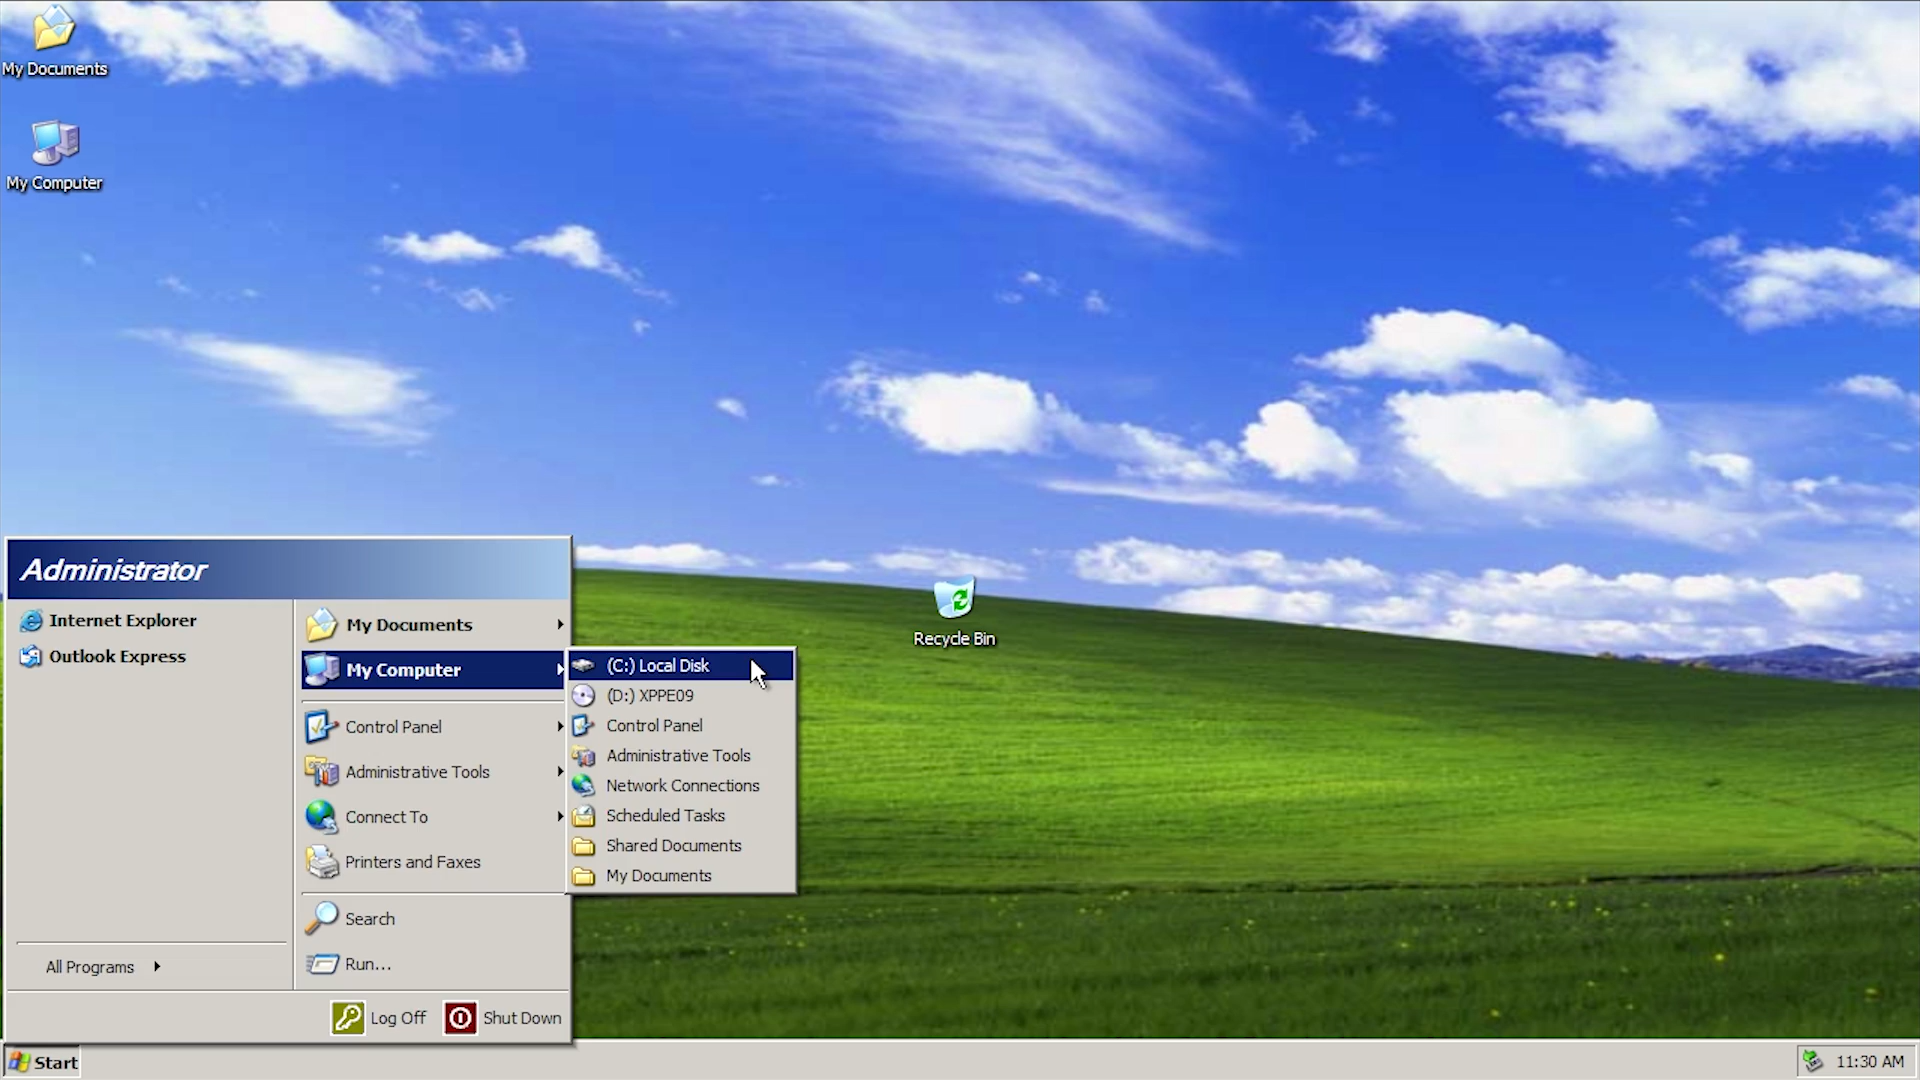 My Documents
My Computer
Recycle Bin
Administrator
Internet Explorer
Outlook Express
All Programs
My Documents
My Computer
Control Panel
Administrative Tools
Connect To
Printers and Faxes
Search
Run...
(C:) Local Disk
(D:) XPPE09
Control Panel
Administrative Tools
Network Connections
Scheduled Tasks
Shared Documents
My Documents
Log Off
Shut Down
Start
11:30 AM